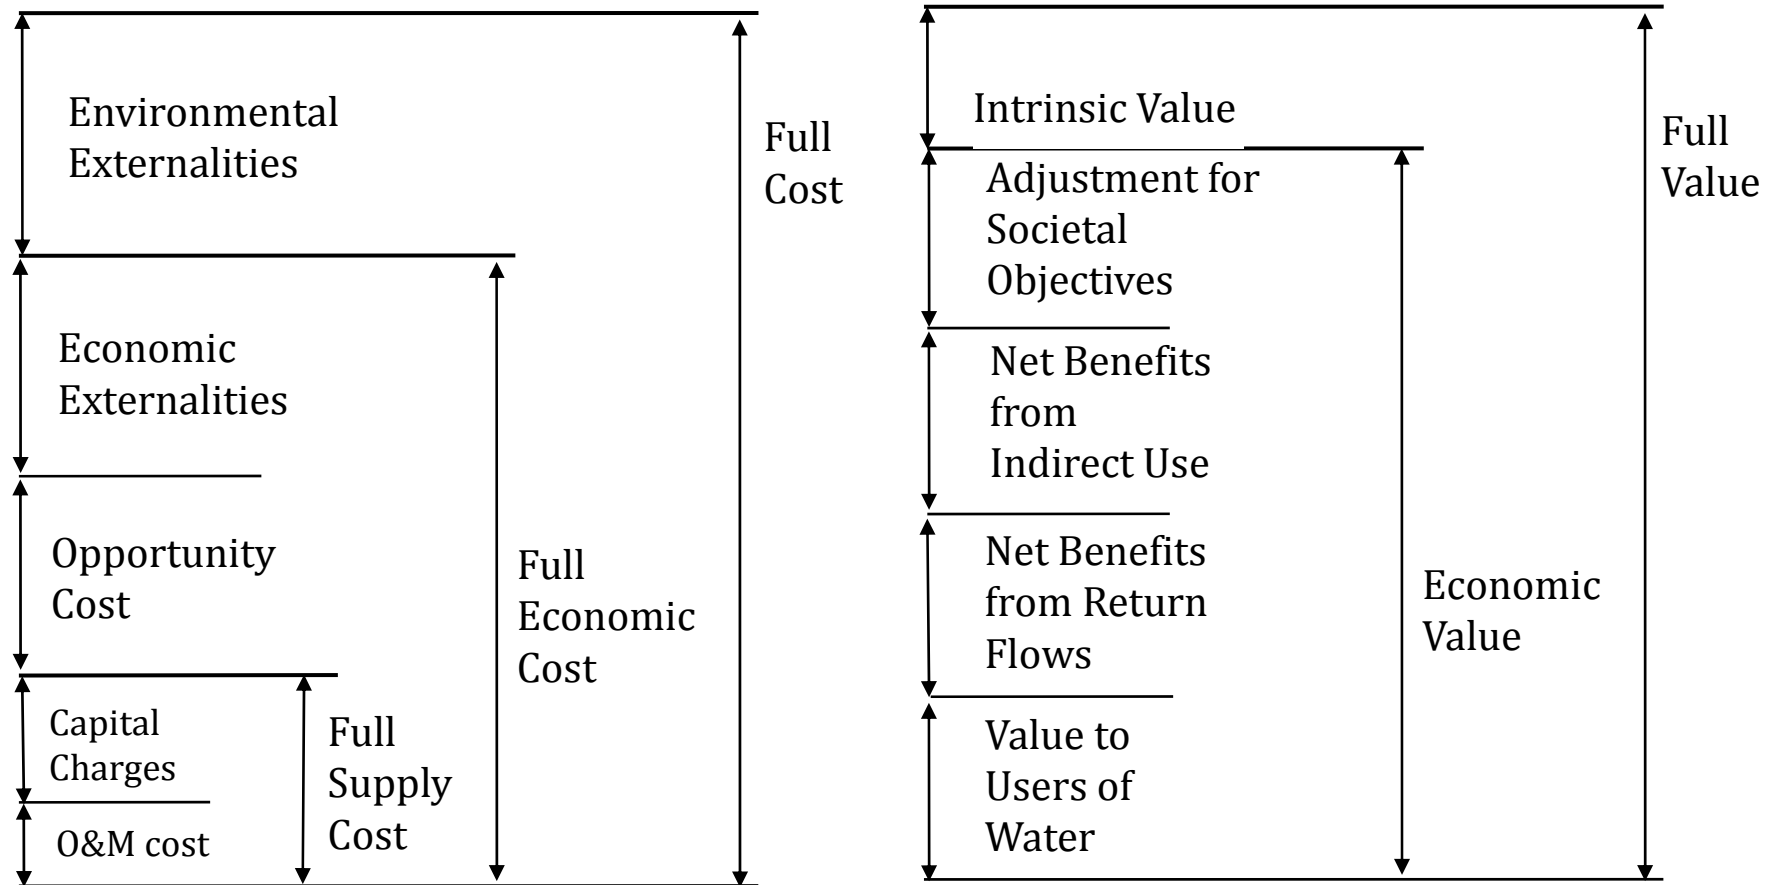 Environmental
Externalities
Full
Cost
Economic
Externalities
Opportunity
Cost
Full
Economic
Cost
Capital
Charges
Full
Supply
Cost
O&M cost
Intrinsic Value
Full
Value
Adjustment for
Societal
Objectives
Net Benefits
from
Indirect Use
Net Benefits
from Return
Flows
Economic
Value
Value to
Users of
Water